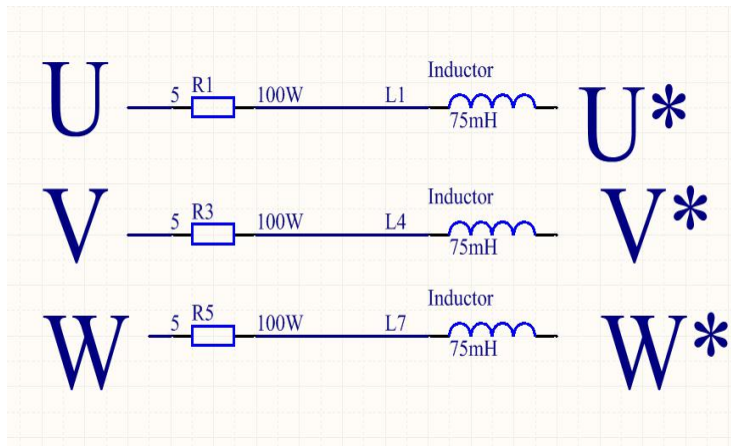 Inductor
U 5 R1 100W L1 75mH U*
Inductor
V 5 R3 100W L4 75mH V*
Inductor
W 5 R5 100W L7 75mH W*